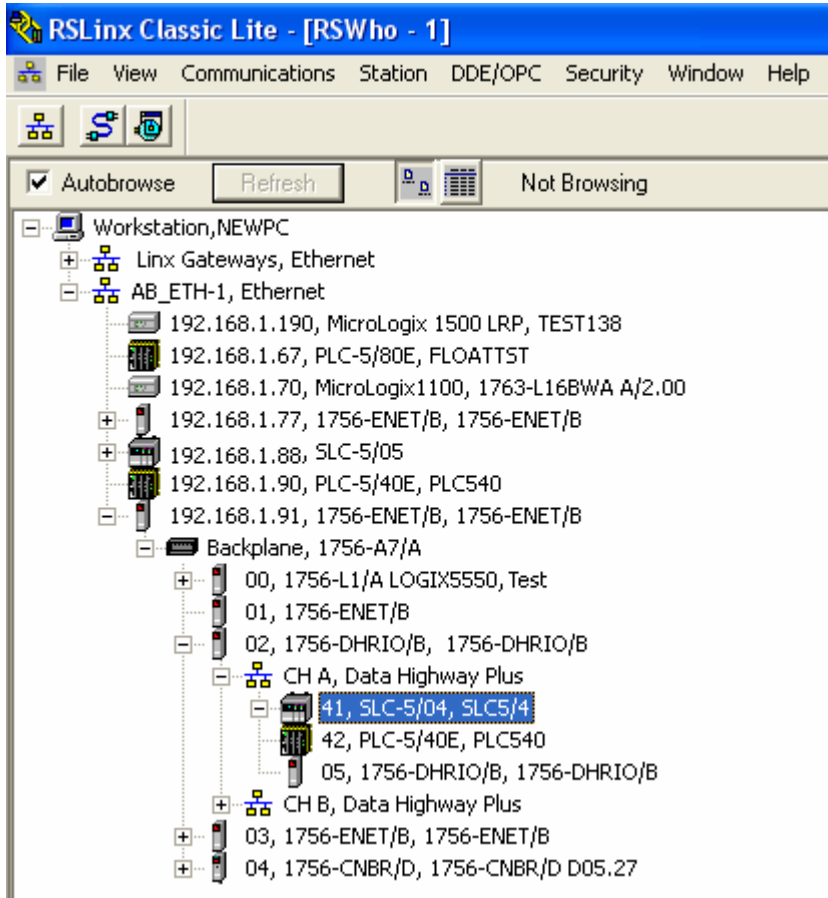 RSLinx Classic Lite - [RSWho - 1]
File View Communications Station DDE/OPC Security Window Help
Autobrowse Refresh Not Browsing
Workstation,NEWPC
Linx Gateways, Ethernet
AB_ETH-1, Ethernet
192.168.1.190, MicroLogix 1500 LRP, TEST138
192.168.1.67, PLC-5/80E, FLOATTST
192.168.1.70, MicroLogix1100, 1763-L16BWA A/2.00
192.168.1.77, 1756-ENET/B, 1756-ENET/B
192.168.1.88, SLC-5/05
192.168.1.90, PLC-5/40E, PLC540
192.168.1.91, 1756-ENET/B, 1756-ENET/B
Backplane, 1756-A7/A
00, 1756-L1/A LOGIX5550, Test
01, 1756-ENET/B
02, 1756-DHRIO/B, 1756-DHRIO/B
CH A, Data Highway Plus
41, SLC-5/04, SLC5/4
42, PLC-5/40E, PLC540
05, 1756-DHRIO/B, 1756-DHRIO/B
CH B, Data Highway Plus
03, 1756-ENET/B, 1756-ENET/B
04, 1756-CNBR/D, 1756-CNBR/D D05.27